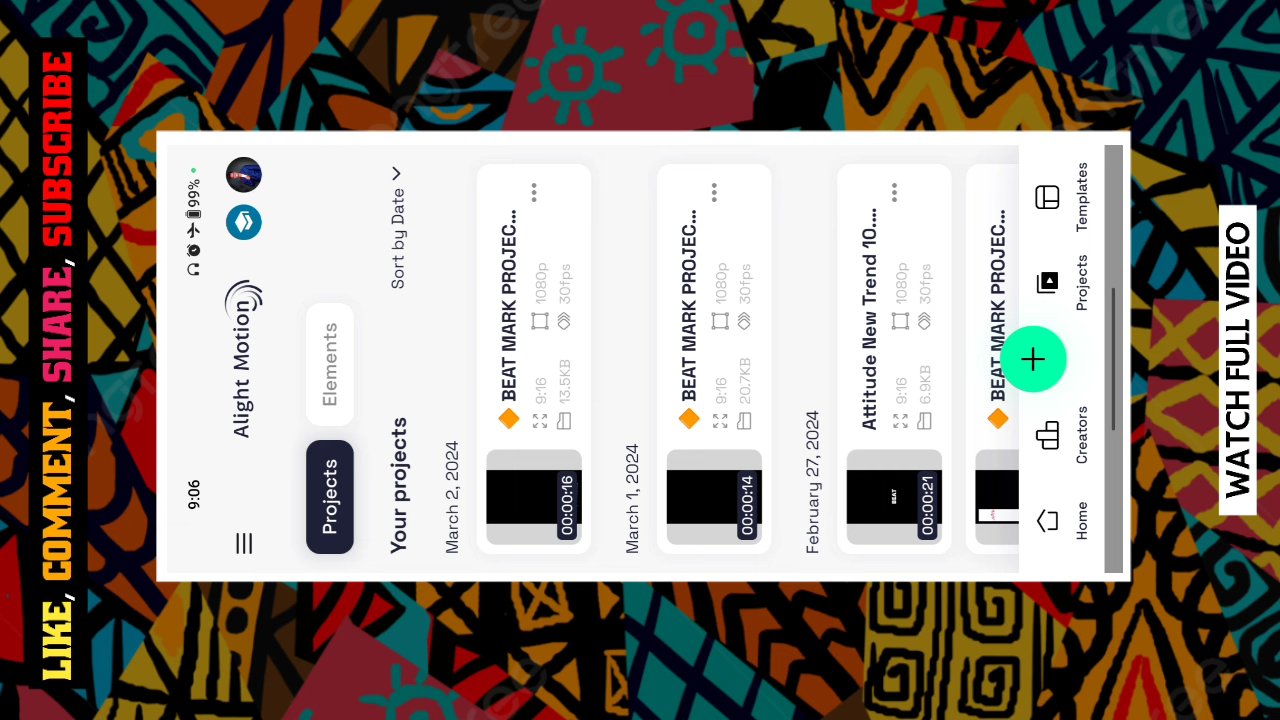 LIKE, COMMENT, SHARE, SUBSCRIBE
9:06
99%
Alight Motion
Projects
Elements
Your projects
Sort by Date
March 2, 2024
🔶 BEAT MARK PROJEC...
9:16 1080p
13.5KB 30fps
00:00:16
March 1, 2024
🔶 BEAT MARK PROJEC...
9:16 1080p
20.7KB 30fps
00:00:14
February 27, 2024
Attitude New Trend 10....
9:16 1080p
6.9KB 30fps
BEAT
00:00:21
🔶 BEAT MARK PROJEC...
Home
Creators
Projects
Templates
WATCH FULL VIDEO